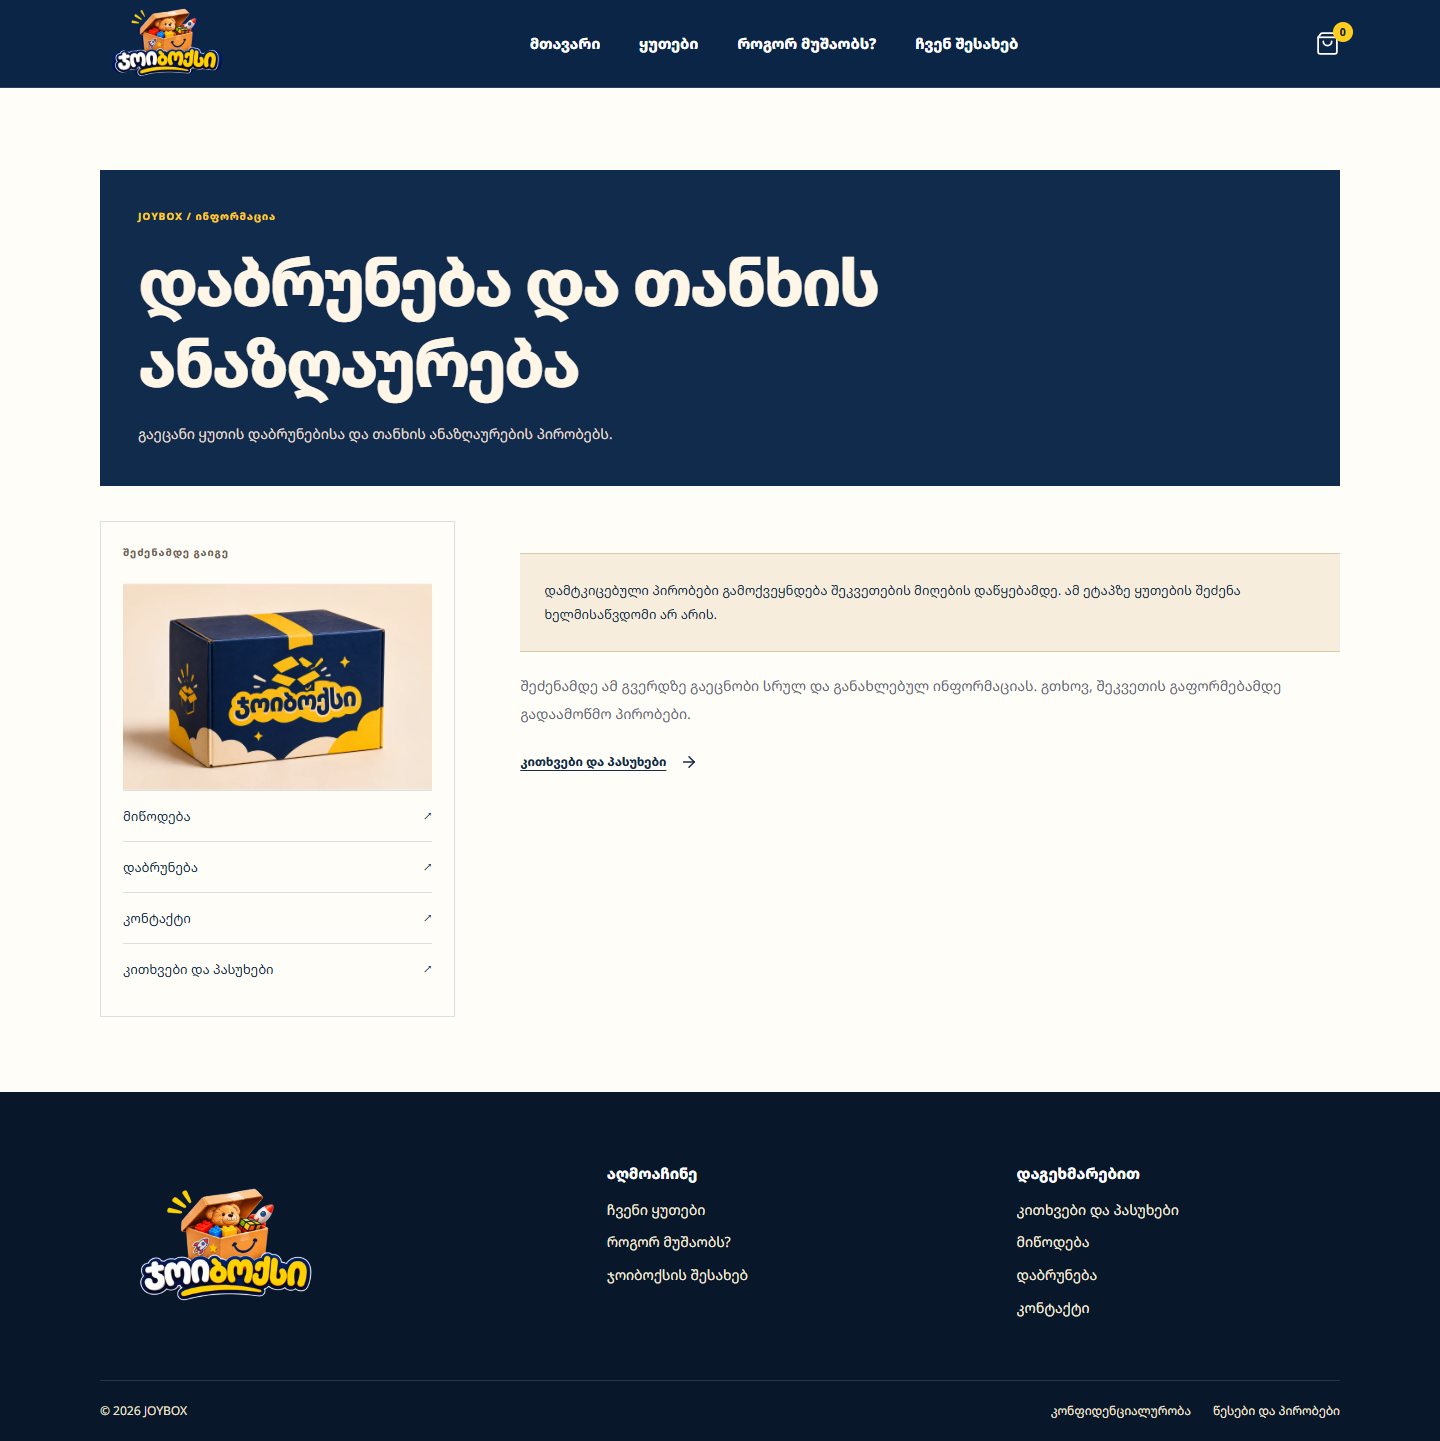 ჯოიბოქსი
მთავარი
ყუთები
როგორ მუშაობს?
ჩვენ შესახებ
0
JOYBOX / ინფორმაცია
დაბრუნება და თანხის
ანაზღაურება
გაეცანი ყუთის დაბრუნებისა და თანხის ანაზღაურების პირობებს.
შეძენამდე გაიგე
ჯოიბოქსი
მიწოდება
დაბრუნება
კონტაქტი
კითხვები და პასუხები
დამტკიცებული პირობები გამოქვეყნდება შეკვეთების მიღების დაწყებამდე. ამ ეტაპზე ყუთების შეძენა
ხელმისაწვდომი არ არის.
შეძენამდე ამ გვერდზე გაეცნობი სრულ და განახლებულ ინფორმაციას. გთხოვ, შეკვეთის გაფორმებამდე
გადაამოწმო პირობები.
კითხვები და პასუხები
ჯოიბოქსი
აღმოაჩინე
ჩვენი ყუთები
როგორ მუშაობს?
ჯოიბოქსის შესახებ
დაგეხმარებით
კითხვები და პასუხები
მიწოდება
დაბრუნება
კონტაქტი
© 2026 JOYBOX
კონფიდენციალურობა
წესები და პირობები